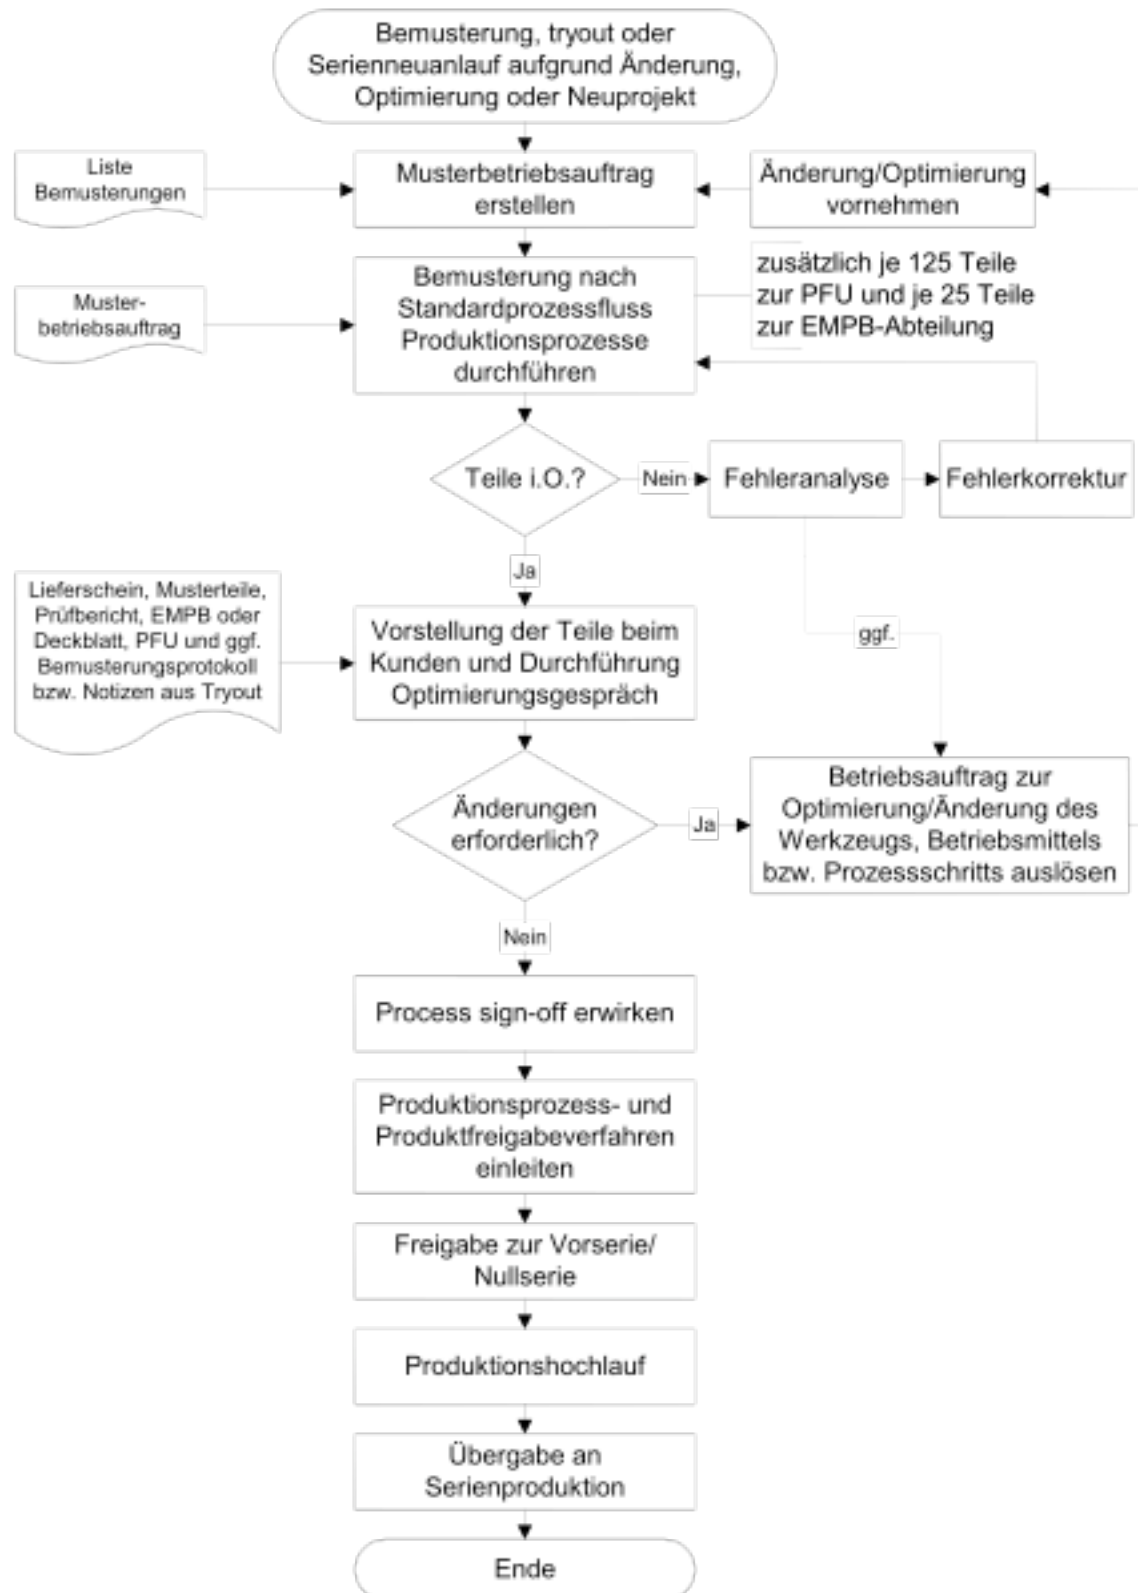 Bemusterung, tryout oder
Serienneuanlauf aufgrund Änderung,
Optimierung oder Neuprojekt
Liste
Bemusterungen
Musterbetriebsauftrag
erstellen
Änderung/Optimierung
vornehmen
Muster-
betriebsauftrag
Bemusterung nach
Standardprozessfluss
Produktionsprozesse
durchführen
zusätzlich je 125 Teile
zur PFU und je 25 Teile
zur EMPB-Abteilung
Teile i.O.?
Nein
Fehleranalyse
Fehlerkorrektur
Ja
ggf.
Lieferschein, Musterteile,
Prüfbericht, EMPB oder
Deckblatt, PFU und ggf.
Bemusterungsprotokoll
bzw. Notizen aus Tryout
Vorstellung der Teile beim
Kunden und Durchführung
Optimierungsgespräch
Änderungen
erforderlich?
Ja
Betriebsauftrag zur
Optimierung/Änderung des
Werkzeugs, Betriebsmittels
bzw. Prozessschritts auslösen
Nein
Process sign-off erwirken
Produktionsprozess- und
Produktfreigabeverfahren
einleiten
Freigabe zur Vorserie/
Nullserie
Produktionshochlauf
Übergabe an
Serienproduktion
Ende